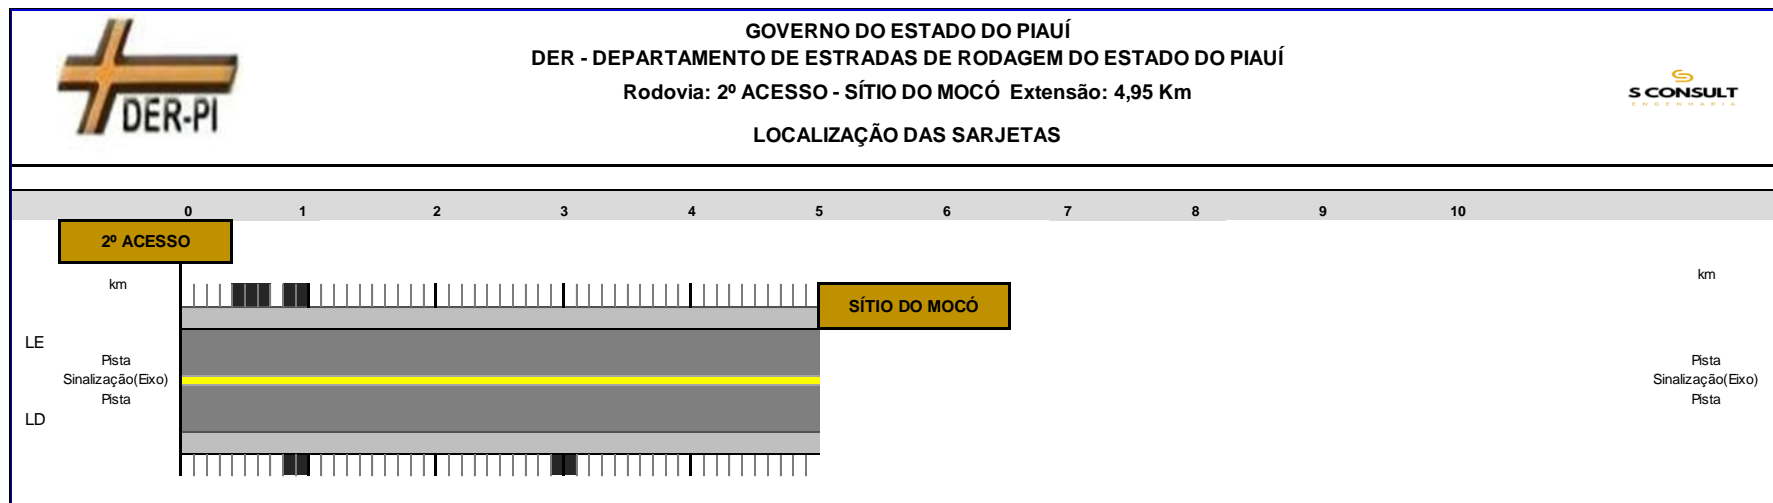 GOVERNO DO ESTADO DO PIAUÍ
DER - DEPARTAMENTO DE ESTRADAS DE RODAGEM DO ESTADO DO PIAUÍ
Rodovia: 2º ACESSO - SÍTIO DO MOCÓ Extensão: 4,95 Km
LOCALIZAÇÃO DAS SARJETAS
DER-PI
S CONSULT
ENGENHARIA
0 1 2 3 4 5 6 7 8 9 10
2º ACESSO
km
km
SÍTIO DO MOCÓ
LE
Pista
Sinalização(Eixo)
Pista
LD
Pista
Sinalização(Eixo)
Pista